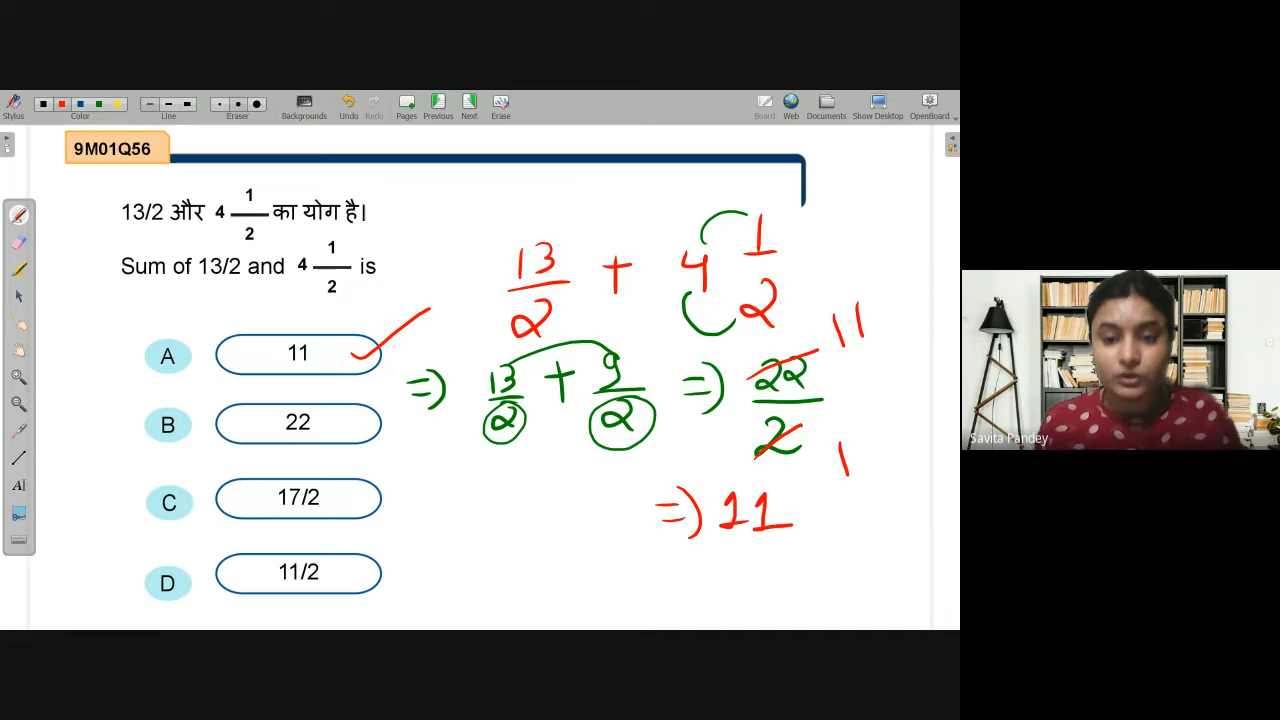 Stylus Color Line Eraser Backgrounds Undo Redo Pages Previous Next Erase Board Web Documents Show Desktop OpenBoard
9M01Q56
13/2 और 4 1/2 का योग है।
Sum of 13/2 and 4 1/2 is
A 11
B 22
C 17/2
D 11/2
13/2 + 4 1/2
=> 13/2 + 9/2 => 22/2 11 1
=> 11
Savita Pandey